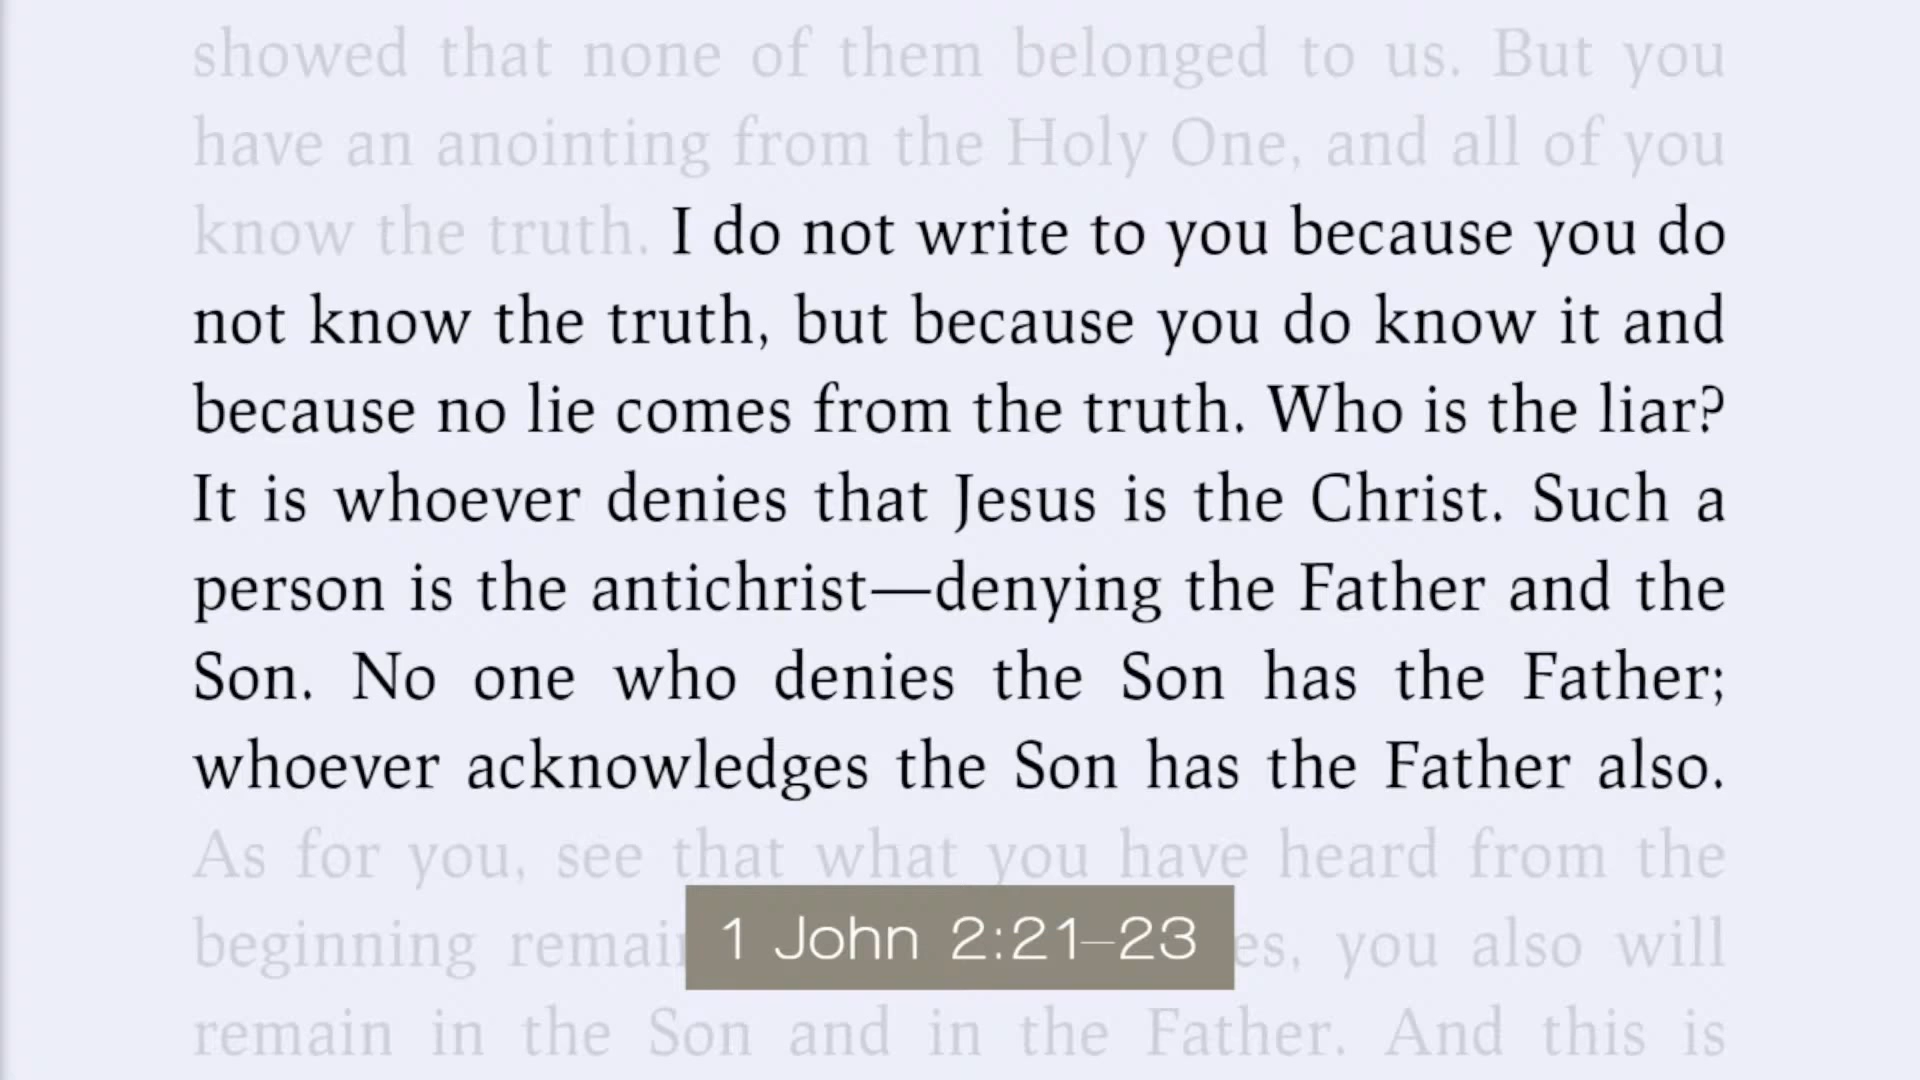 showed that none of them belonged to us. But you
have an anointing from the Holy One, and all of you
know the truth. I do not write to you because you do
not know the truth, but because you do know it and
because no lie comes from the truth. Who is the liar?
It is whoever denies that Jesus is the Christ. Such a
person is the antichrist—denying the Father and the
Son. No one who denies the Son has the Father;
whoever acknowledges the Son has the Father also.
As for you, see that what you have heard from the
beginning you also will
1 John 2:21–23
remain in the Son and in the Father. And this is